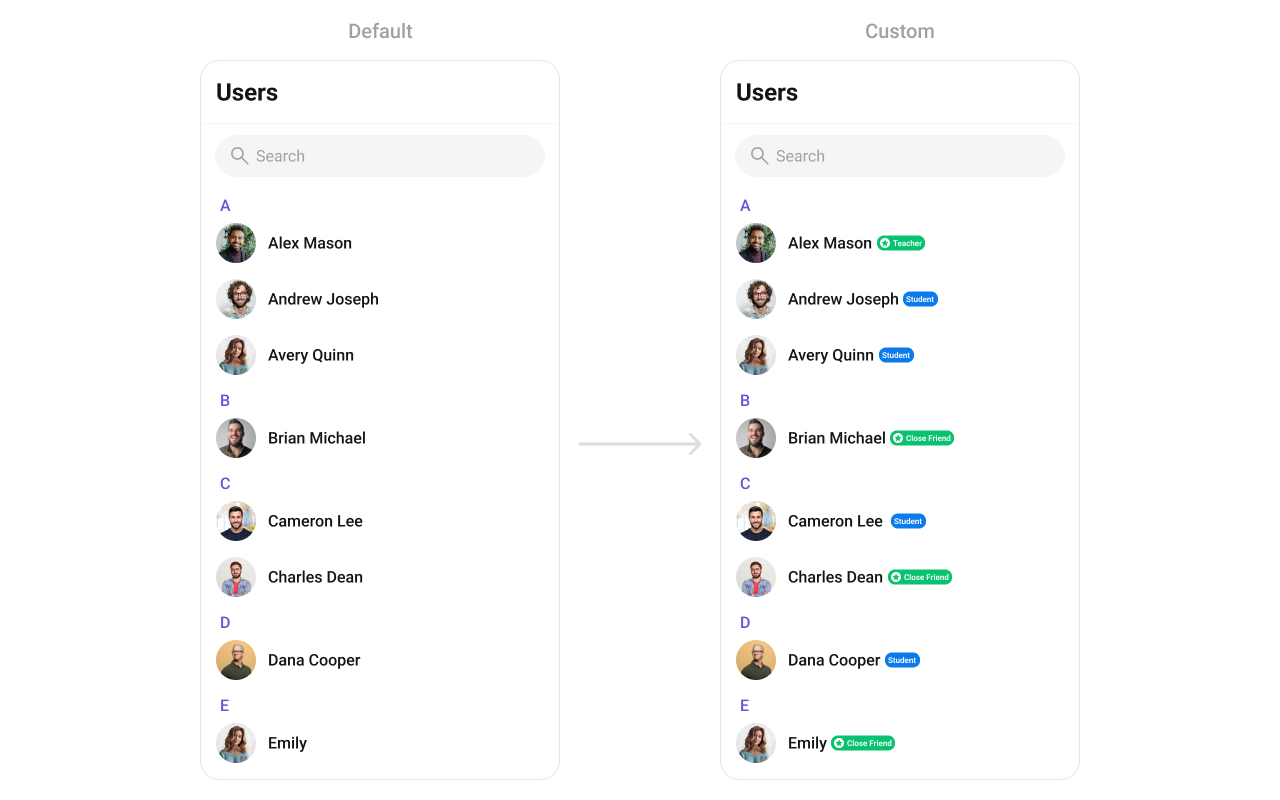 Default
Users
Search
A
Alex Mason
Andrew Joseph
Avery Quinn
B
Brian Michael
C
Cameron Lee
Charles Dean
D
Dana Cooper
E
Emily
Custom
Users
Search
A
Alex Mason Teacher
Andrew Joseph Student
Avery Quinn Student
B
Brian Michael Close Friend
C
Cameron Lee Student
Charles Dean Close Friend
D
Dana Cooper Student
E
Emily Close Friend